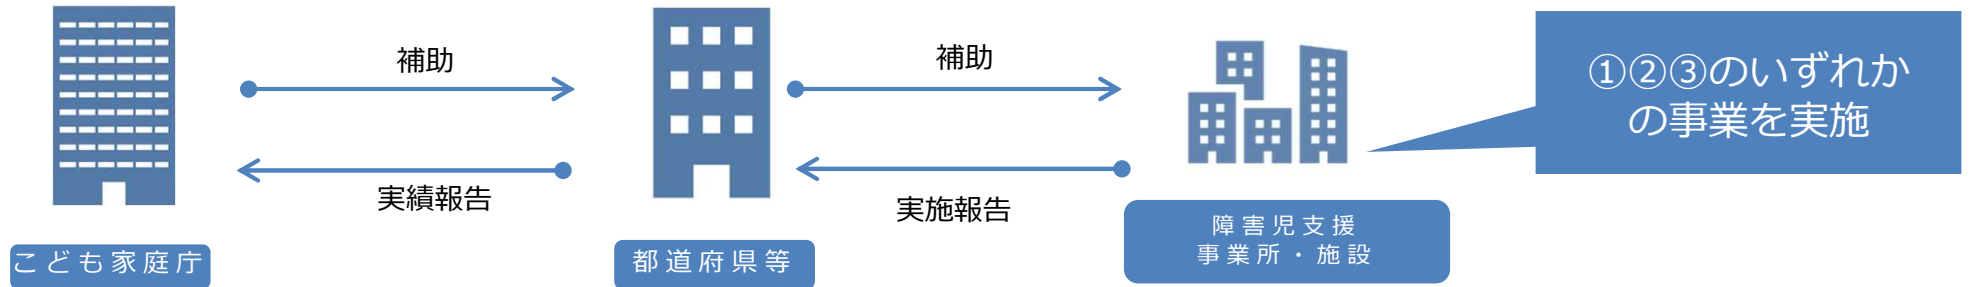 補助
実績報告
補助
実施報告
①②③のいずれか
の事業を実施
こども家庭庁
都道府県等
障害児支援
事業所・施設